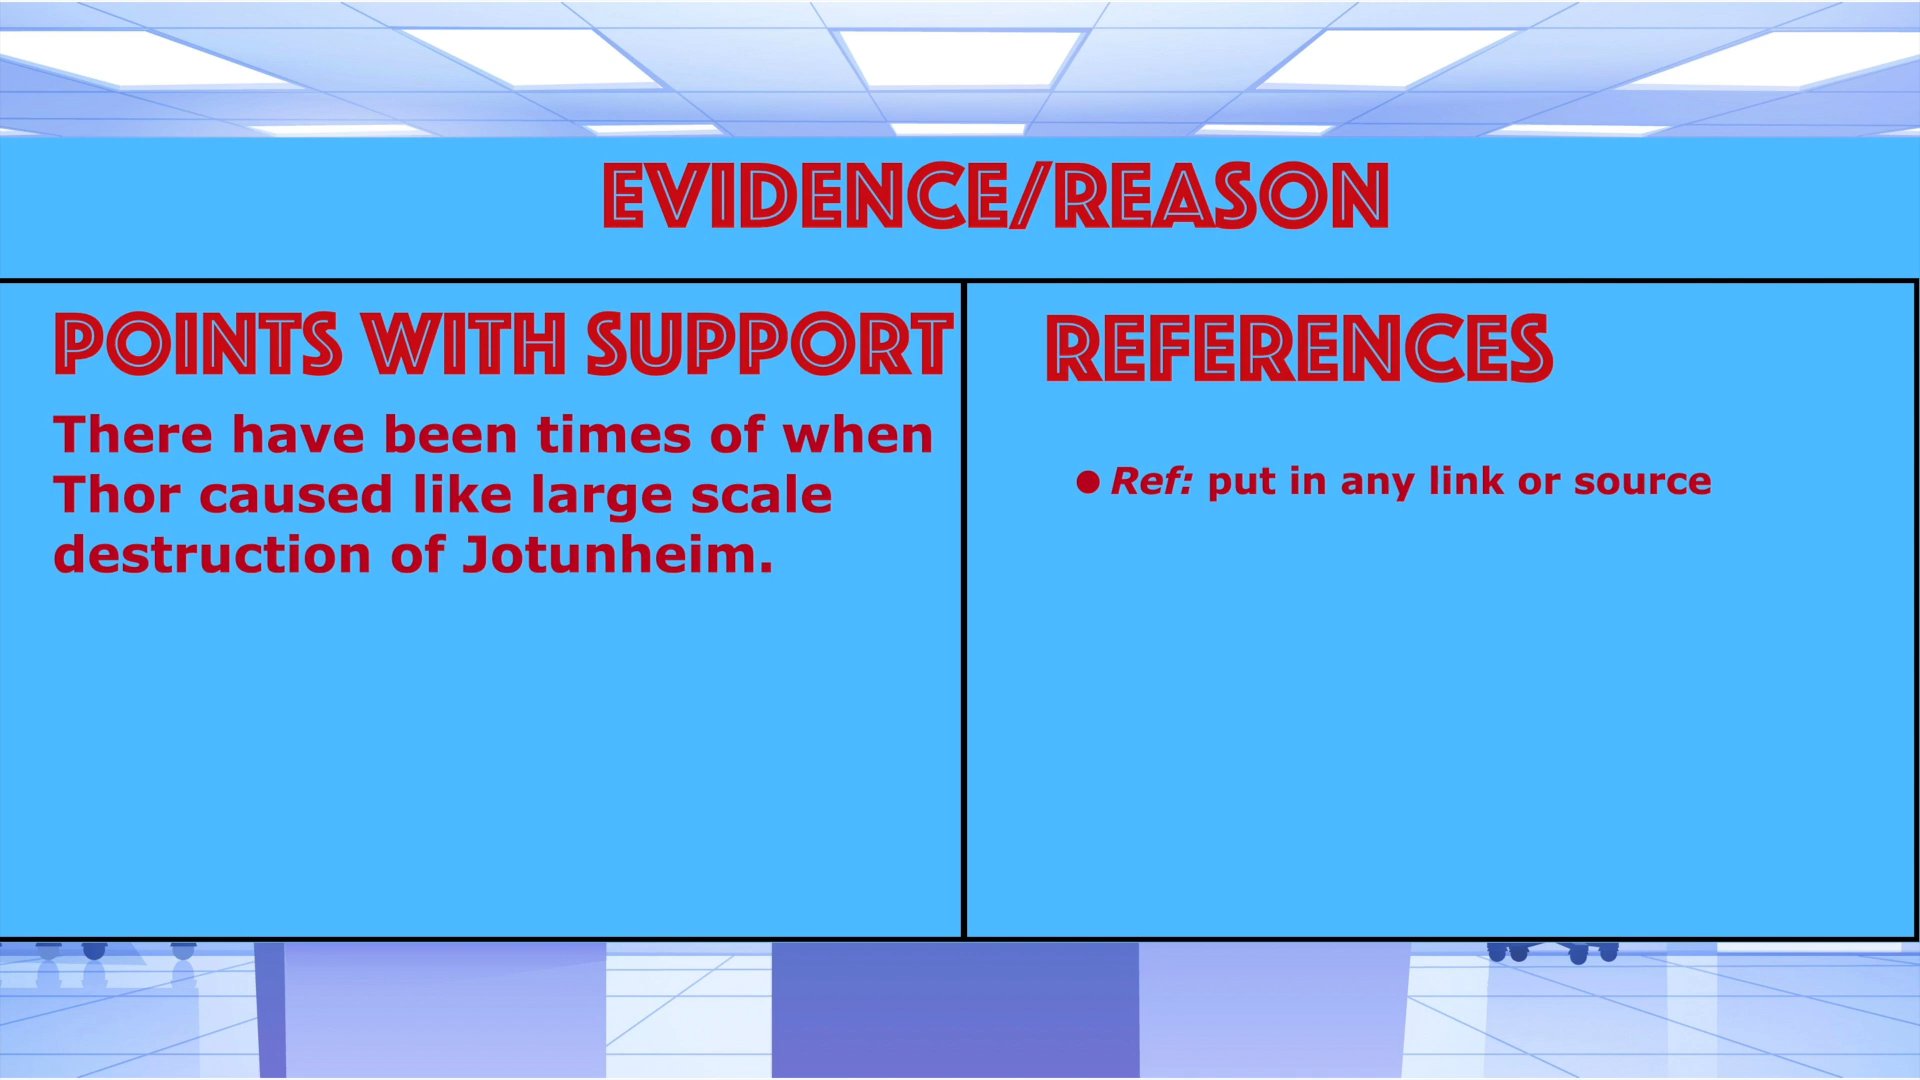 EVIDENCE/REASON
POINTS WITH SUPPORT
There have been times of when
Thor caused like large scale
destruction of Jotunheim.
REFERENCES
● Ref: put in any link or source